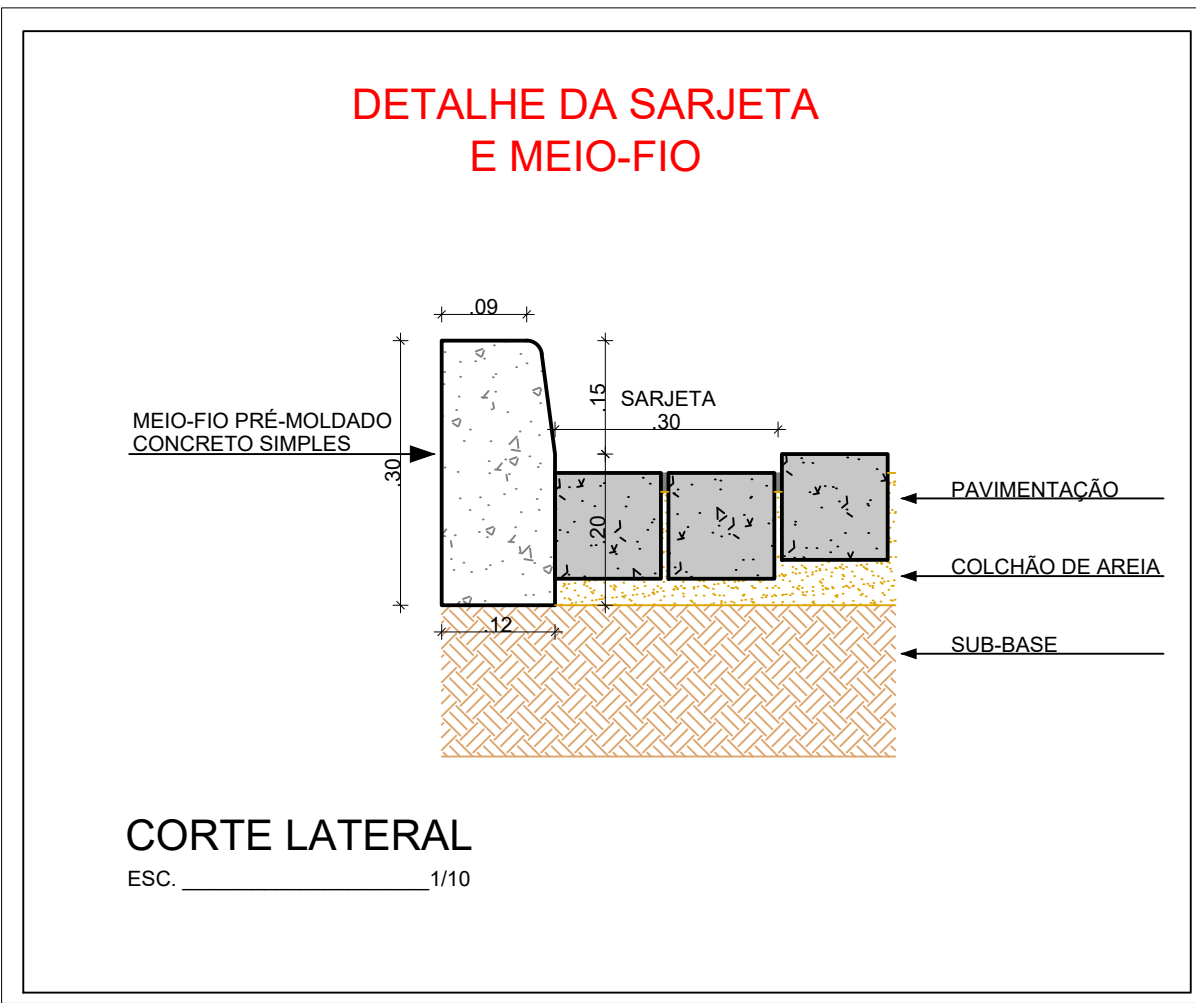 DETALHE DA SARJETA
E MEIO-FIO
.09
.15
SARJETA
.30
MEIO-FIO PRÉ-MOLDADO
CONCRETO SIMPLES
.30
.20
PAVIMENTAÇÃO
COLCHÃO DE AREIA
.12
SUB-BASE
CORTE LATERAL
ESC. _____________________1/10